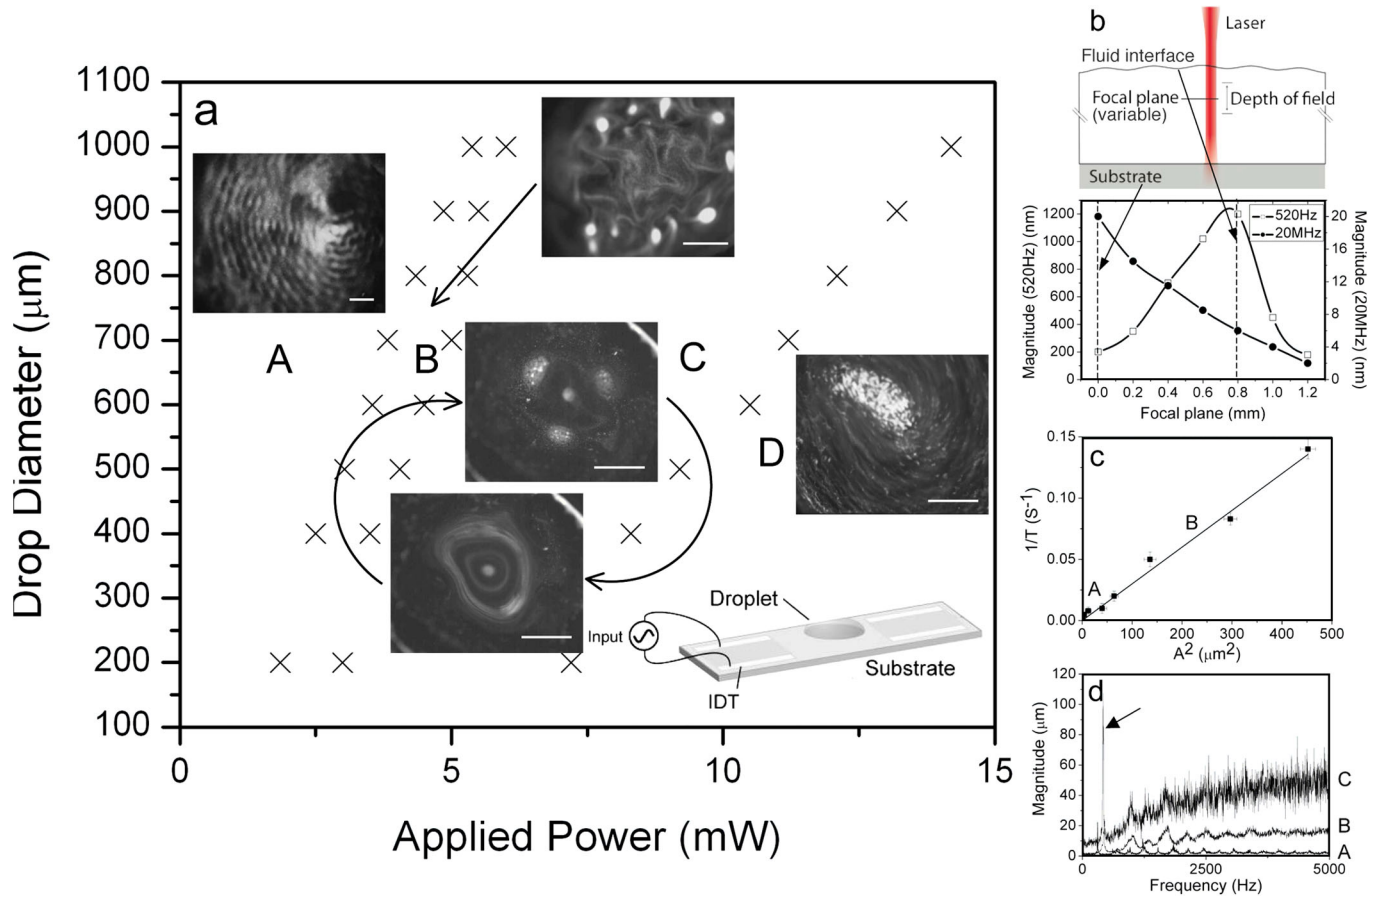 a
1100
1000
900
800
700
600
500
400
300
200
100
Drop Diameter (μm)
0
5
10
15
Applied Power (mW)
A
B
C
D
Droplet
Input
Substrate
IDT
b
Laser
Fluid interface
Focal plane
(variable)
Depth of field
Substrate
Magnitude (520Hz) (nm)
1200
1000
800
600
400
200
0
520Hz
20MHz
20
16
12
8
4
0
Magnitude (20MHz) (nm)
0.0 0.2 0.4 0.6 0.8 1.0 1.2
Focal plane (mm)
c
1/T (S⁻¹)
0.15
0.10
0.05
0.00
A
B
0 100 200 300 400 500
A² (μm²)
d
Magnitude (μm)
120
100
80
60
40
20
0
C
B
A
0 2500 5000
Frequency (Hz)